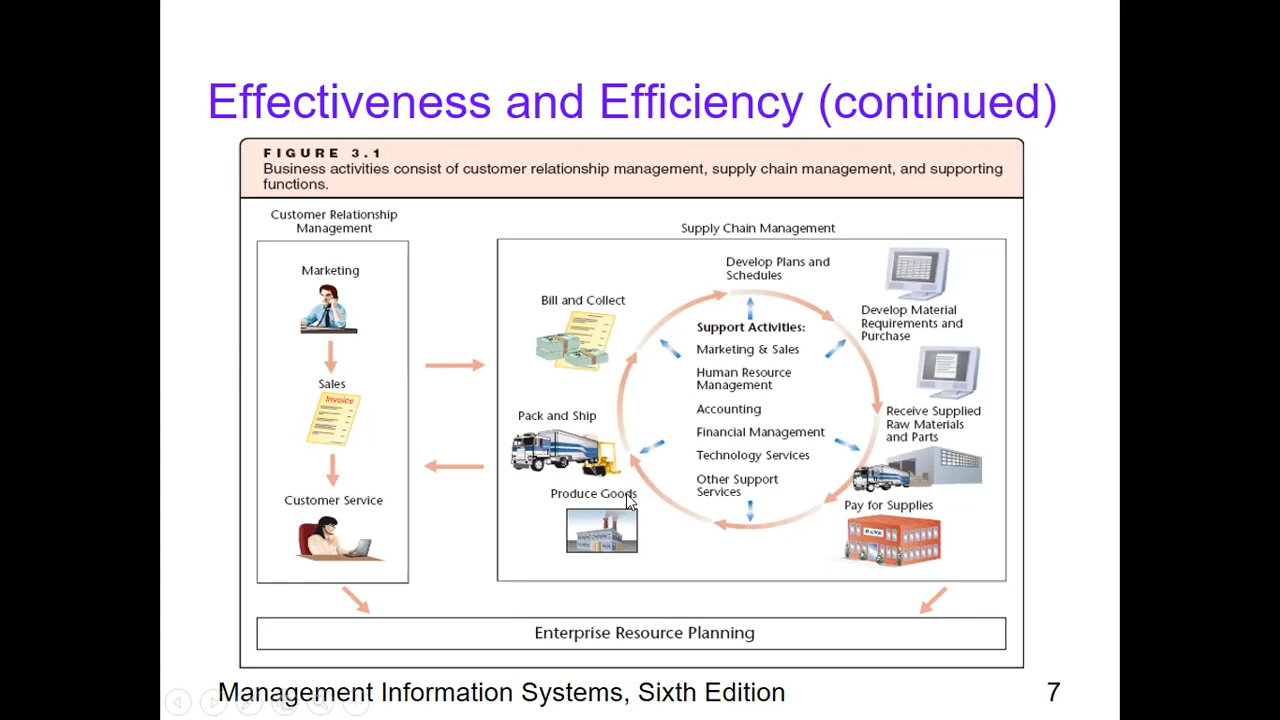 Effectiveness and Efficiency (continued)
FIGURE 3.1
Business activities consist of customer relationship management, supply chain management, and supporting
functions.
Customer Relationship
Management
Marketing
Sales
Invoice
Customer Service
Supply Chain Management
Develop Plans and
Schedules
Develop Material
Requirements and
Purchase
Receive Supplied
Raw Materials
and Parts
Pay for Supplies
BANK
Produce Goods
Pack and Ship
Bill and Collect
Support Activities:
Marketing & Sales
Human Resource
Management
Accounting
Financial Management
Technology Services
Other Support
Services
Enterprise Resource Planning
Management Information Systems, Sixth Edition
7